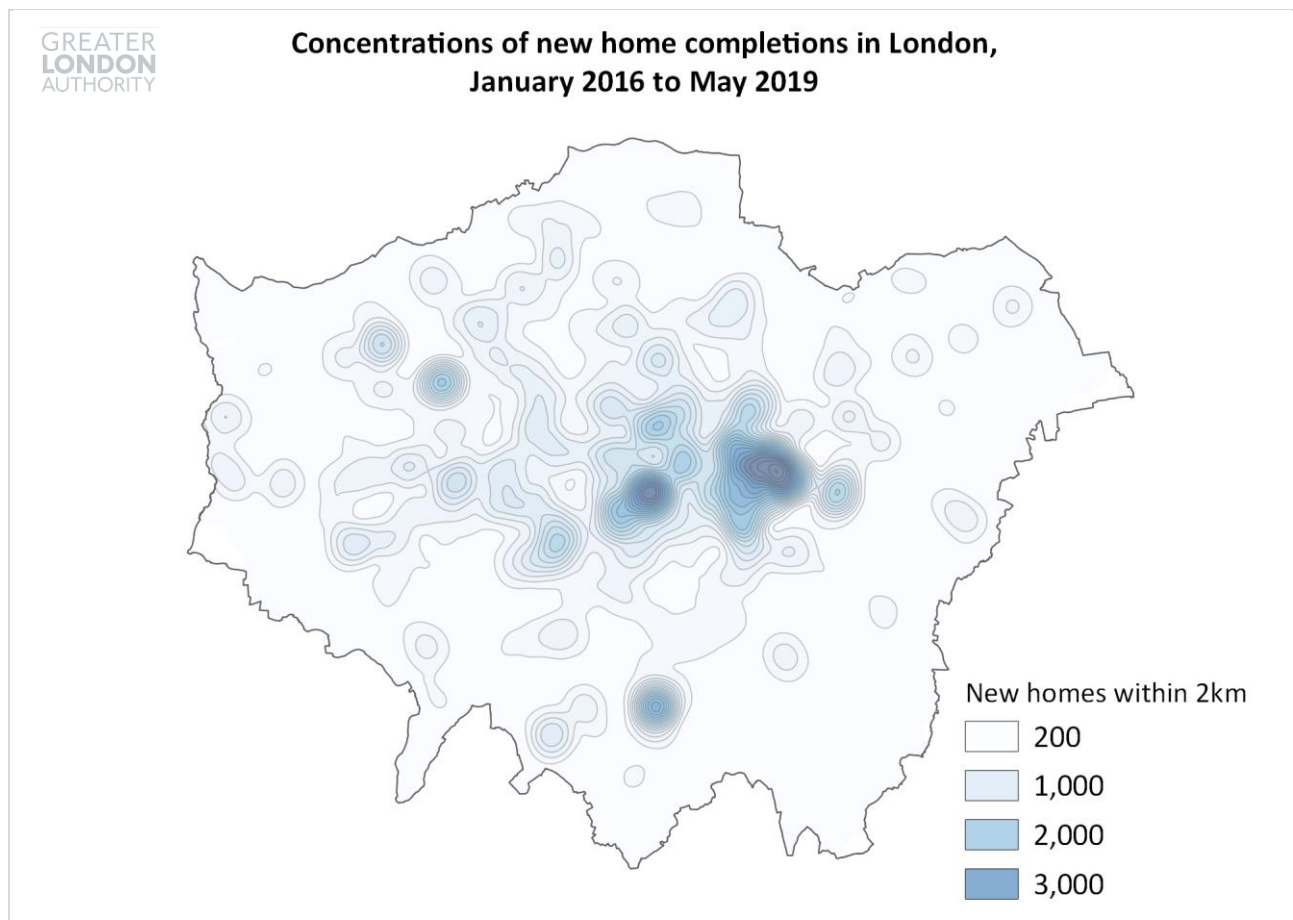 GREATER
LONDON
AUTHORITY
Concentrations of new home completions in London,
January 2016 to May 2019
New homes within 2km
200
1,000
2,000
3,000